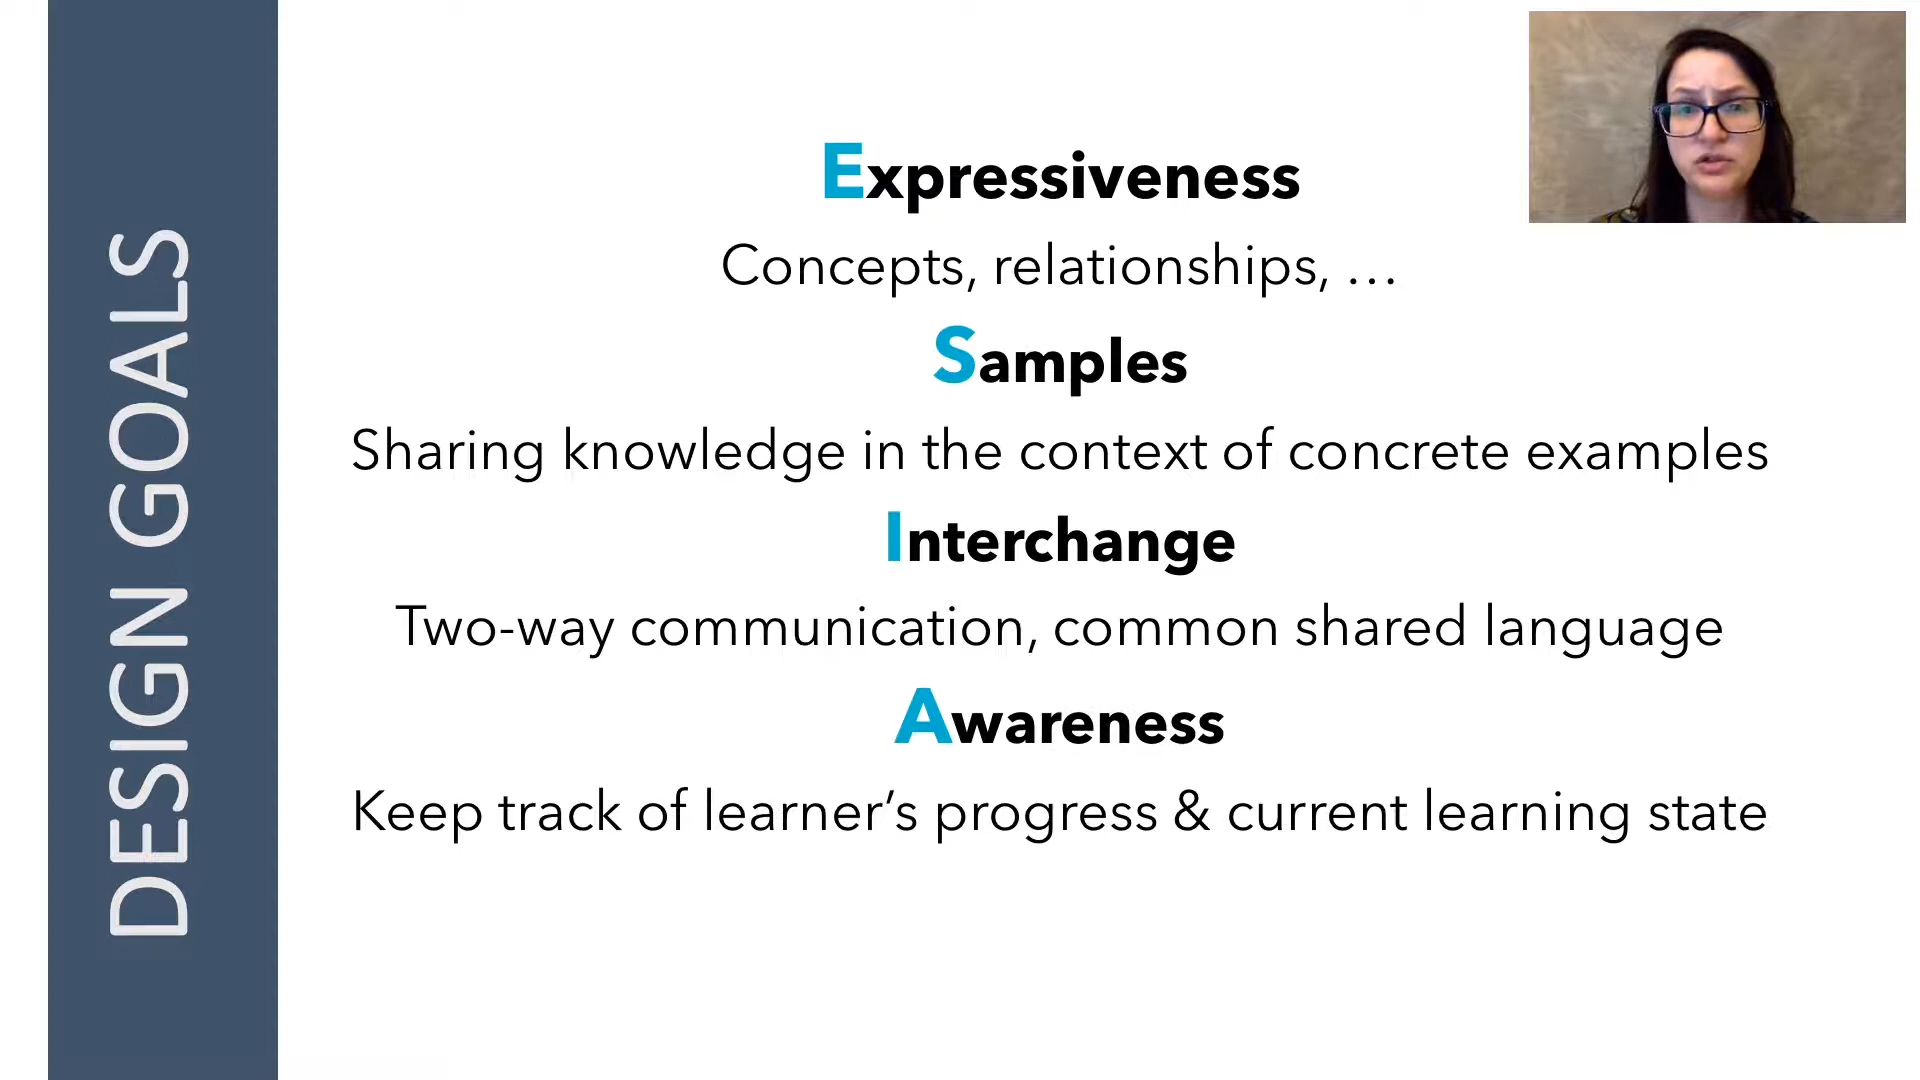 DESIGN GOALS
Expressiveness
Concepts, relationships, …
Samples
Sharing knowledge in the context of concrete examples
Interchange
Two-way communication, common shared language
Awareness
Keep track of learner’s progress & current learning state